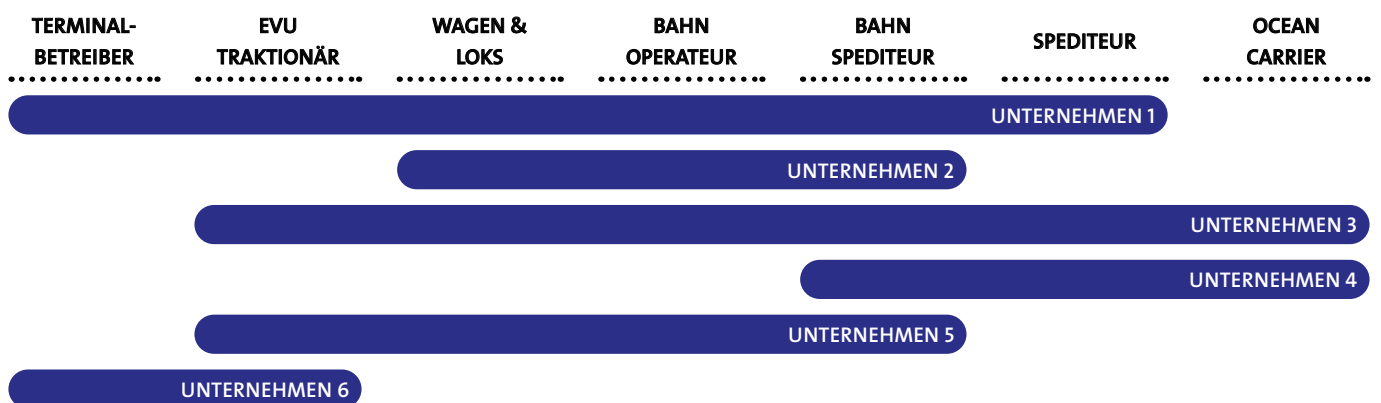 TERMINAL-
BETREIBER
EVU
TRAKTIONÄR
WAGEN &
LOKS
BAHN
OPERATEUR
BAHN
SPEDITEUR
SPEDITEUR
OCEAN
CARRIER
UNTERNEHMEN 1
UNTERNEHMEN 2
UNTERNEHMEN 3
UNTERNEHMEN 4
UNTERNEHMEN 5
UNTERNEHMEN 6